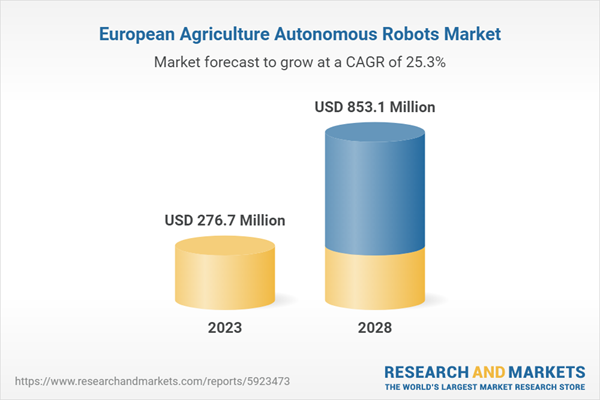 European Agriculture Autonomous Robots Market
Market forecast to grow at a CAGR of 25.3%
USD 853.1 Million
USD 276.7 Million
2023
2028
https://www.researchandmarkets.com/reports/5923473
RESEARCH AND MARKETS
THE WORLD'S LARGEST MARKET RESEARCH STORE